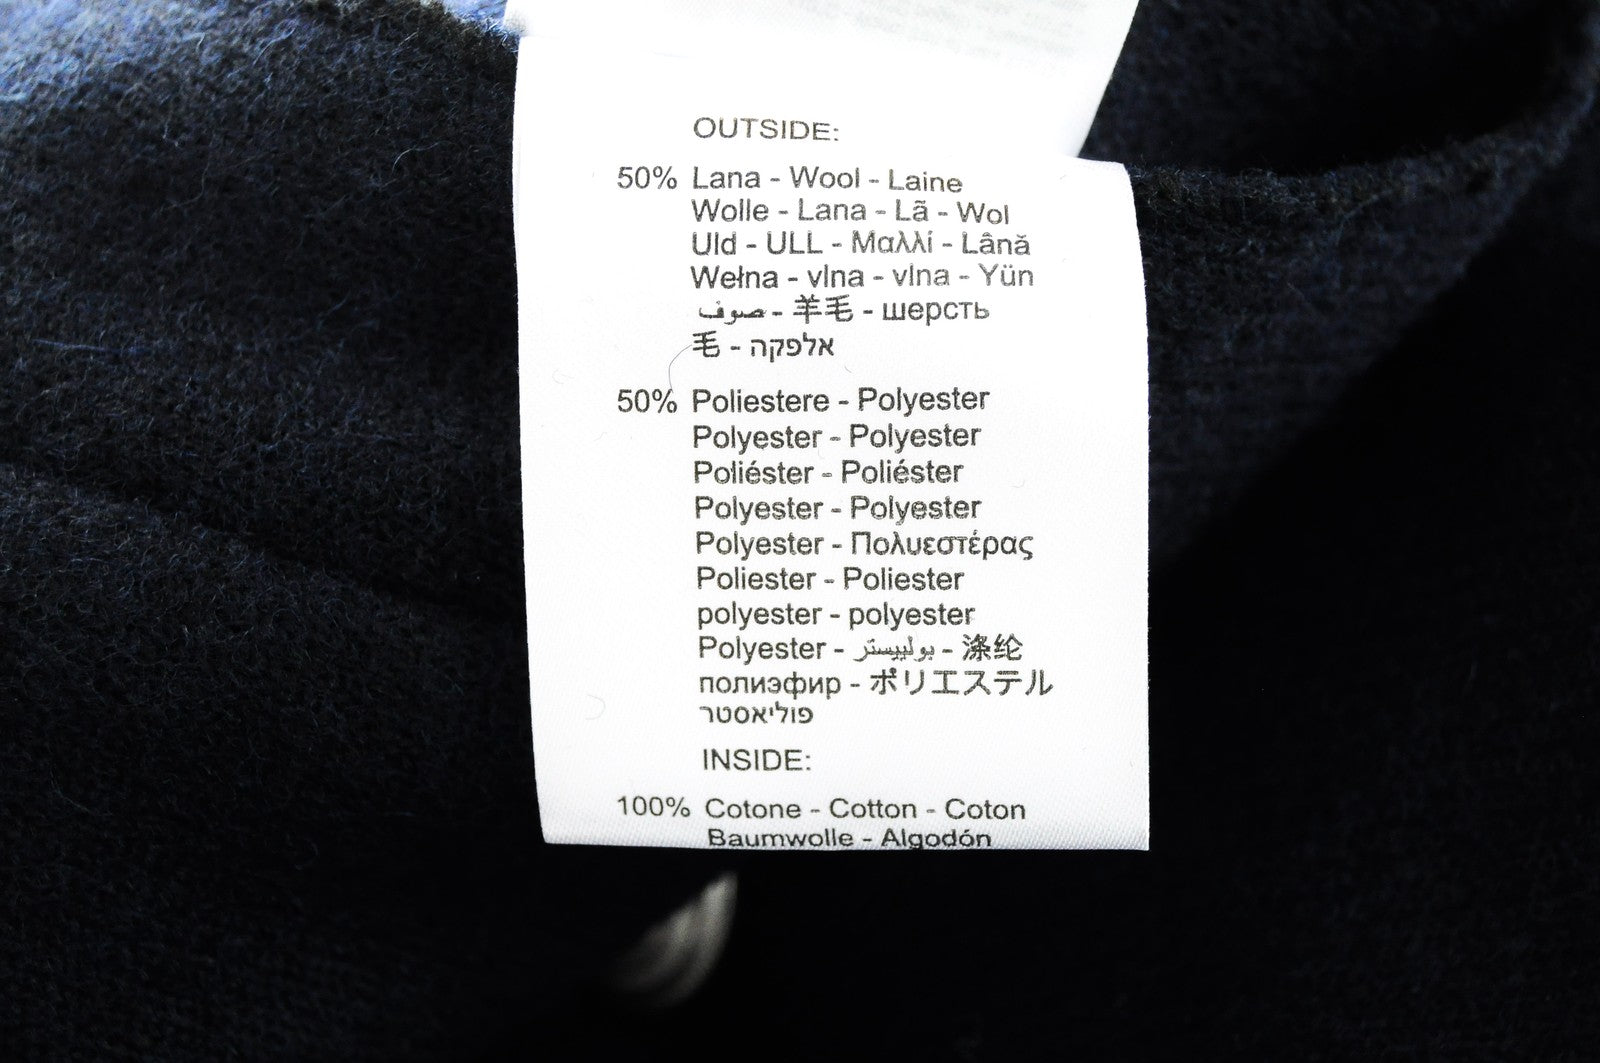 OUTSIDE:
50% Lana - Wool - Laine
Wolle - Lana - Lã - Wol
Uld - ULL - Μαλλί - Lână
Wełna - vlna - vlna - Yün
صوف - 羊毛 - шерсть
毛 - אלפקה
50% Poliestere - Polyester
Polyester - Polyester
Poliéster - Poliéster
Polyester - Polyester
Polyester - Πολυεστέρας
Poliester - Poliester
polyester - polyester
Polyester - بولييستر - 涤纶
полиэфир - ポリエステル
פוליאסטר
INSIDE:
100% Cotone - Cotton - Coton
Baumwolle - Algodón